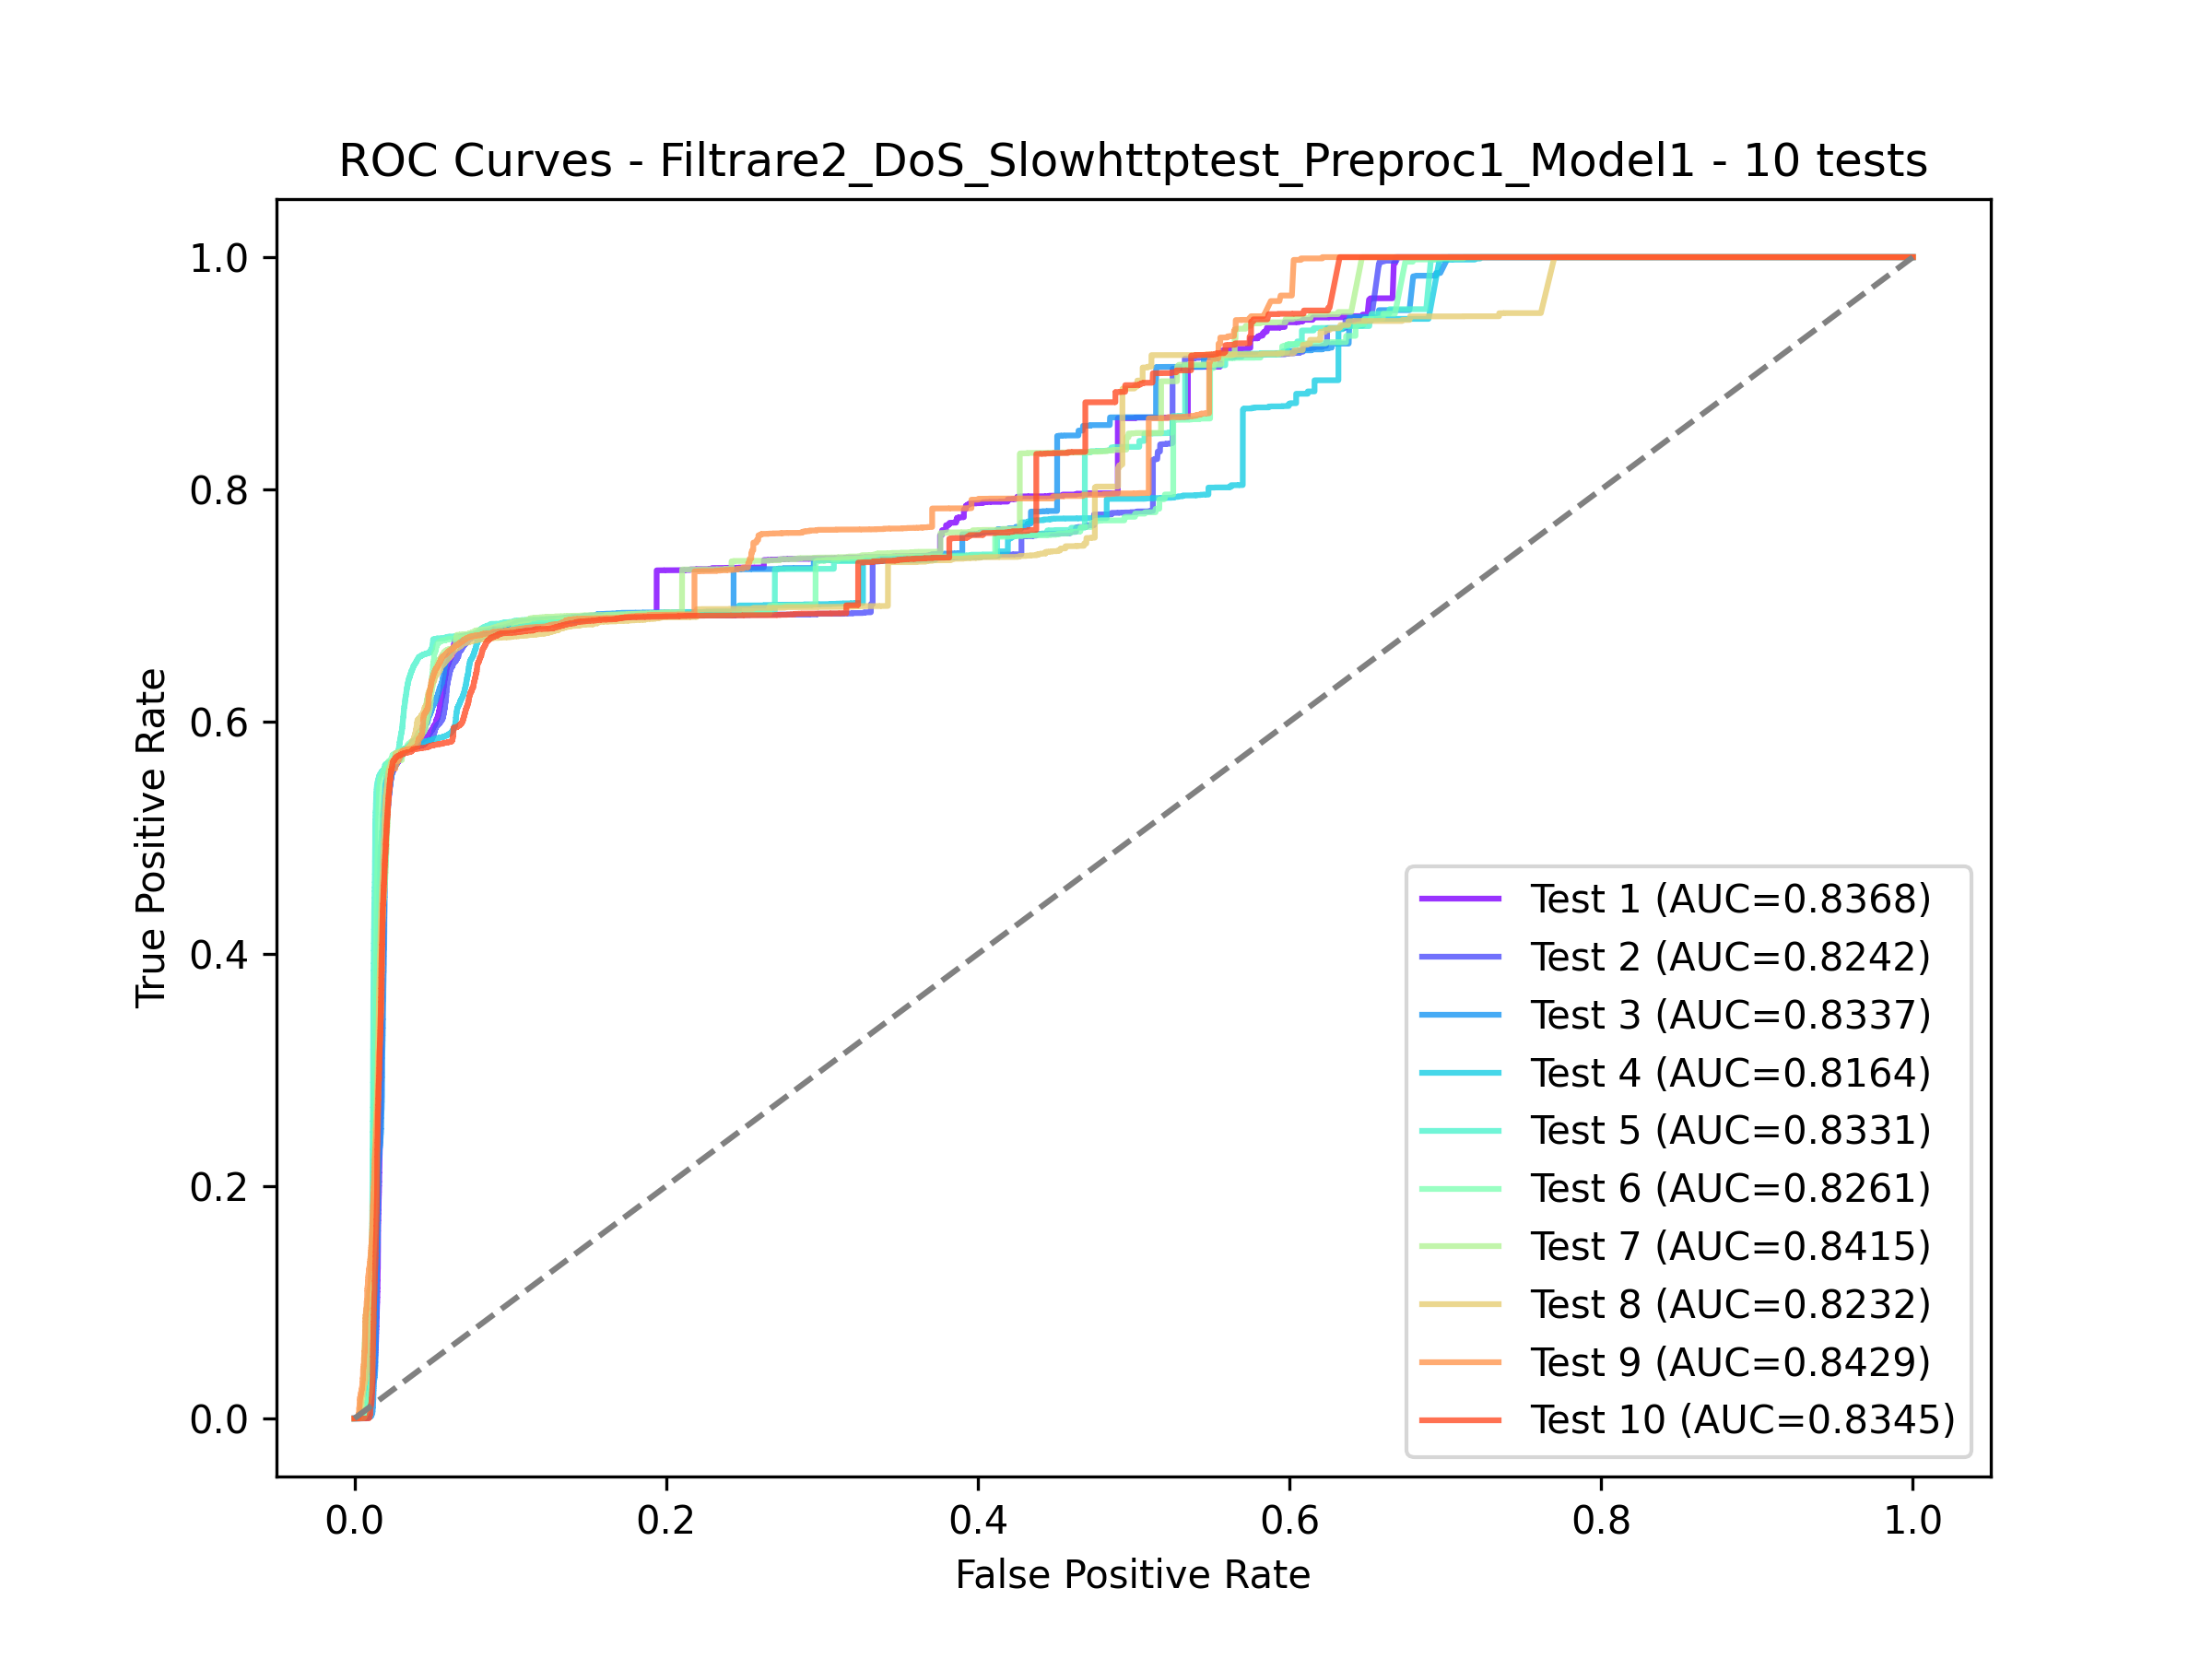 ROC Curves - Filtrare2_DoS_Slowhttptest_Preproc1_Model1 - 10 tests
True Positive Rate
1.0
0.8
0.6
0.4
0.2
0.0
Test 1 (AUC=0.8368)
Test 2 (AUC=0.8242)
Test 3 (AUC=0.8337)
Test 4 (AUC=0.8164)
Test 5 (AUC=0.8331)
Test 6 (AUC=0.8261)
Test 7 (AUC=0.8415)
Test 8 (AUC=0.8232)
Test 9 (AUC=0.8429)
Test 10 (AUC=0.8345)
0.0 0.2 0.4 0.6 0.8 1.0
False Positive Rate